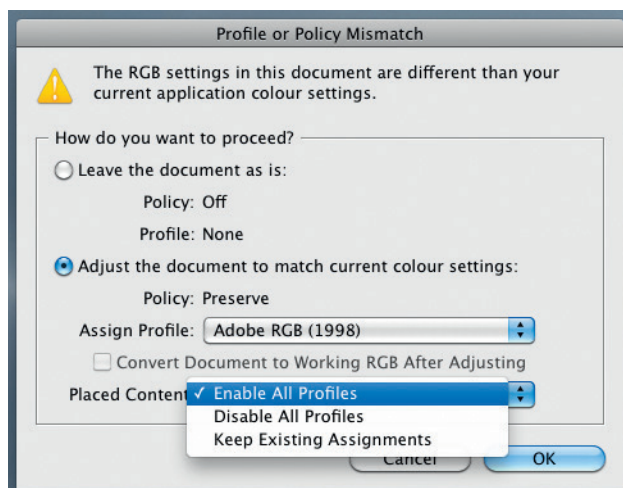 Profile or Policy Mismatch
The RGB settings in this document are different than your
current application colour settings.
How do you want to proceed?
Leave the document as is:
Policy: Off
Profile: None
Adjust the document to match current colour settings:
Policy: Preserve
Assign Profile: Adobe RGB (1998)
Convert Document to Working RGB After Adjusting
Placed Content ✓ Enable All Profiles
Disable All Profiles
Keep Existing Assignments
Cancel OK